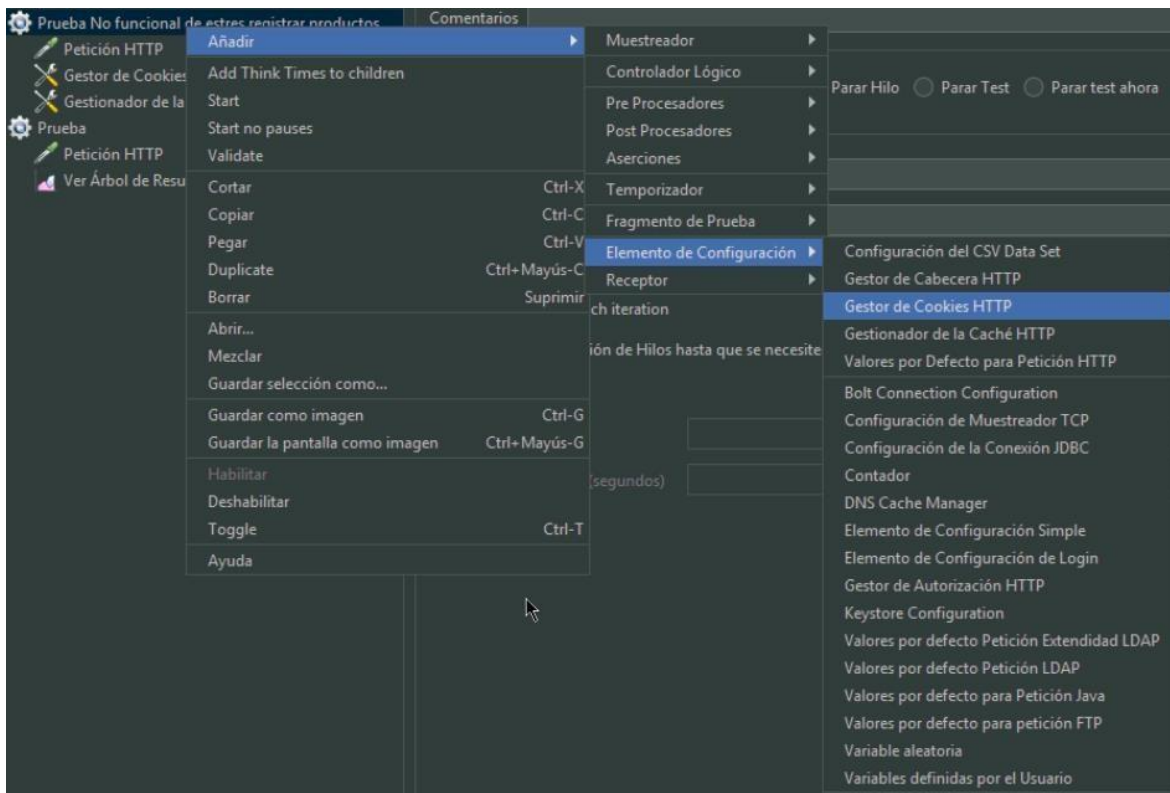 Prueba No funcional de estres registrar productos
Petición HTTP
Gestor de Cookies
Gestionador de la
Prueba
Petición HTTP
Ver Árbol de Resu
Comentarios
Añadir
Add Think Times to children
Start
Start no pauses
Validate
Cortar Ctrl-X
Copiar Ctrl-C
Pegar Ctrl-V
Duplicate Ctrl+Mayús-C
Borrar Suprimir
Abrir...
Mezclar
Guardar selección como...
Guardar como imagen Ctrl-G
Guardar la pantalla como imagen Ctrl+Mayús-G
Habilitar
Deshabilitar
Toggle Ctrl-T
Ayuda
Muestreador
Controlador Lógico
Pre Procesadores
Post Procesadores
Aserciones
Temporizador
Fragmento de Prueba
Elemento de Configuración
Receptor
Parar Hilo Parar Test Parar test ahora
ch iteration
ión de Hilos hasta que se necesite
(segundos)
Configuración del CSV Data Set
Gestor de Cabecera HTTP
Gestor de Cookies HTTP
Gestionador de la Caché HTTP
Valores por Defecto para Petición HTTP
Bolt Connection Configuration
Configuración de Muestreador TCP
Configuración de la Conexión JDBC
Contador
DNS Cache Manager
Elemento de Configuración Simple
Elemento de Configuración de Login
Gestor de Autorización HTTP
Keystore Configuration
Valores por defecto Petición Extendidad LDAP
Valores por defecto Petición LDAP
Valores por defecto para Petición Java
Valores por defecto para petición FTP
Variable aleatoria
Variables definidas por el Usuario